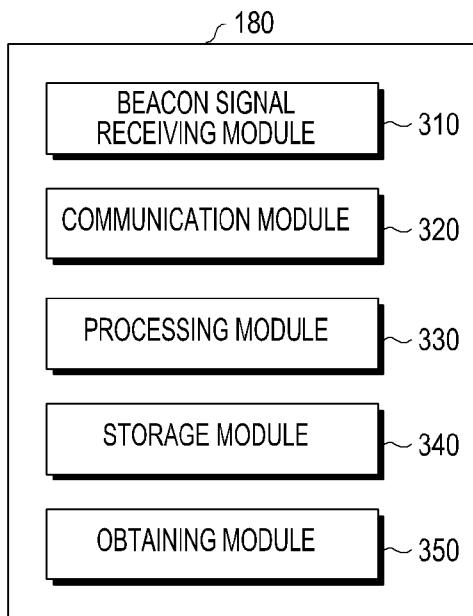 180
BEACON SIGNAL
RECEIVING MODULE
310
COMMUNICATION MODULE
320
PROCESSING MODULE
330
STORAGE MODULE
340
OBTAINING MODULE
350